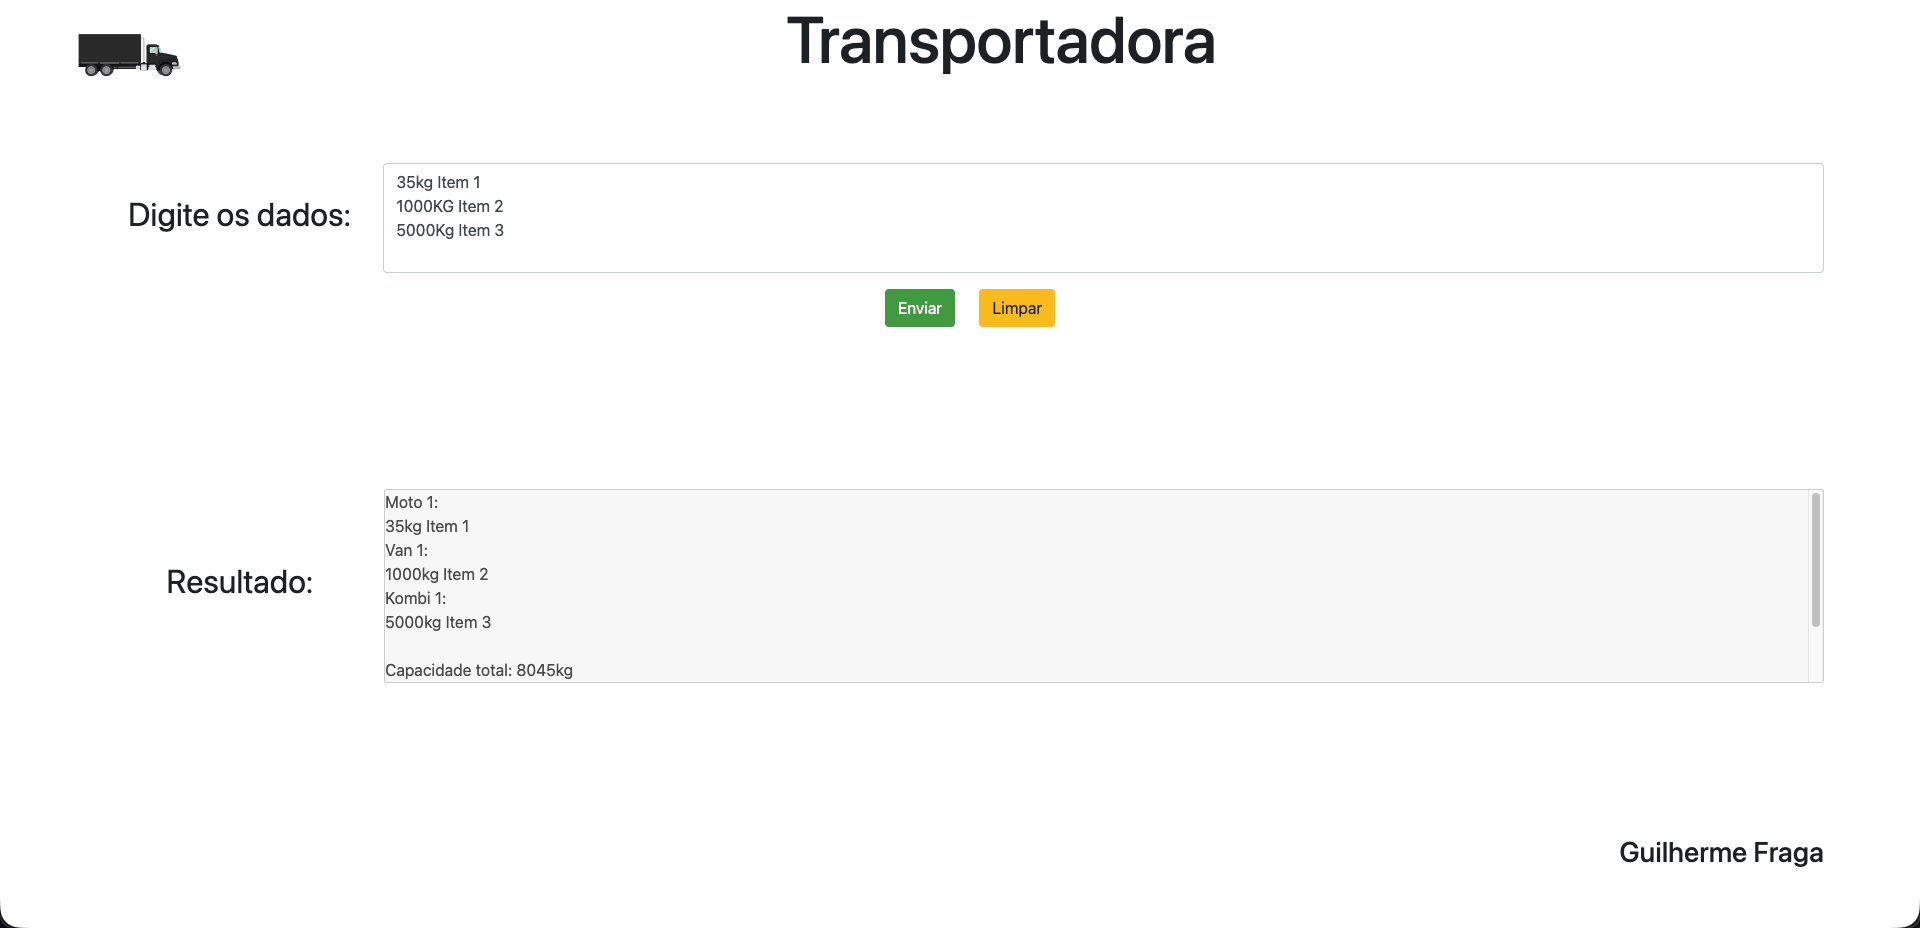 Transportadora
Digite os dados:
35kg Item 1
1000KG Item 2
5000Kg Item 3
Enviar
Limpar
Resultado:
Moto 1:
35kg Item 1
Van 1:
1000kg Item 2
Kombi 1:
5000kg Item 3
Capacidade total: 8045kg
Guilherme Fraga